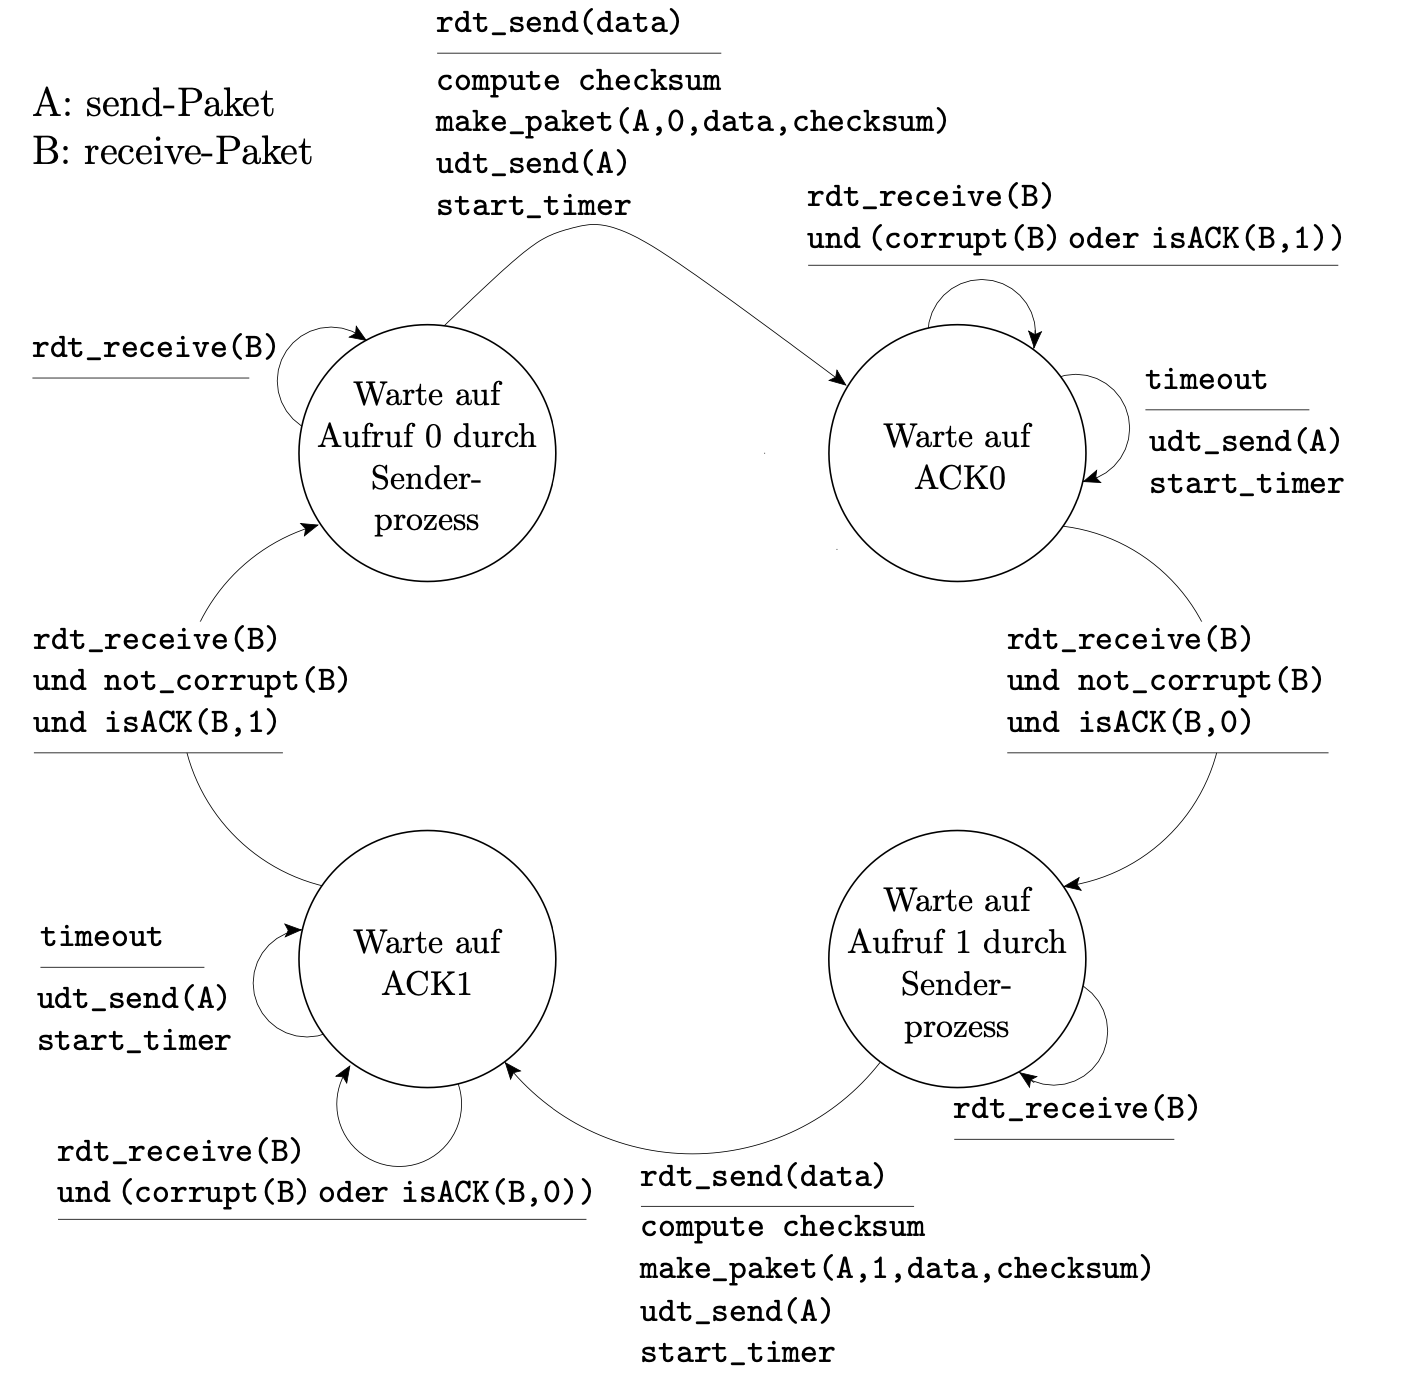 rdt_send(data)
compute checksum
make_paket(A,0,data,checksum)
udt_send(A)
start_timer
A: send-Paket
B: receive-Paket
rdt_receive(B)
und (corrupt(B) oder isACK(B,1))
rdt_receive(B)
Warte auf
Aufruf 0 durch
Sender-
prozess
Warte auf
ACK0
timeout
udt_send(A)
start_timer
rdt_receive(B)
und not_corrupt(B)
und isACK(B,1)
rdt_receive(B)
und not_corrupt(B)
und isACK(B,0)
timeout
udt_send(A)
start_timer
Warte auf
ACK1
Warte auf
Aufruf 1 durch
Sender-
prozess
rdt_receive(B)
rdt_receive(B)
und (corrupt(B) oder isACK(B,0))
rdt_send(data)
compute checksum
make_paket(A,1,data,checksum)
udt_send(A)
start_timer